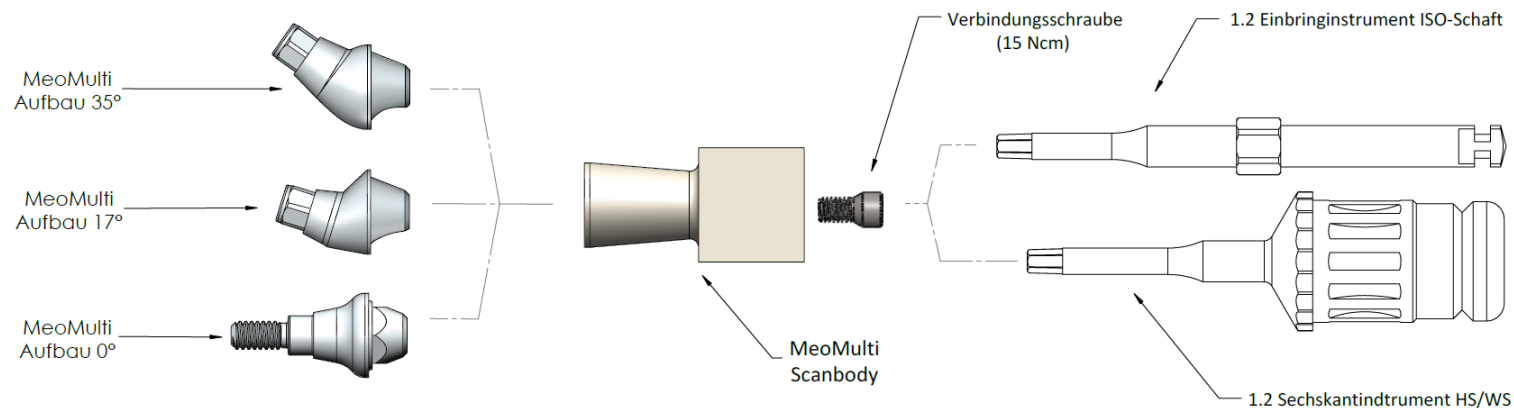 MeoMulti
Aufbau 35°
MeoMulti
Aufbau 17°
MeoMulti
Aufbau 0°
MeoMulti
Scanbody
Verbindungsschraube
(15 Ncm)
1.2 Einbringinstrument ISO-Schaft
1.2 Sechskantindtrument HS/WS